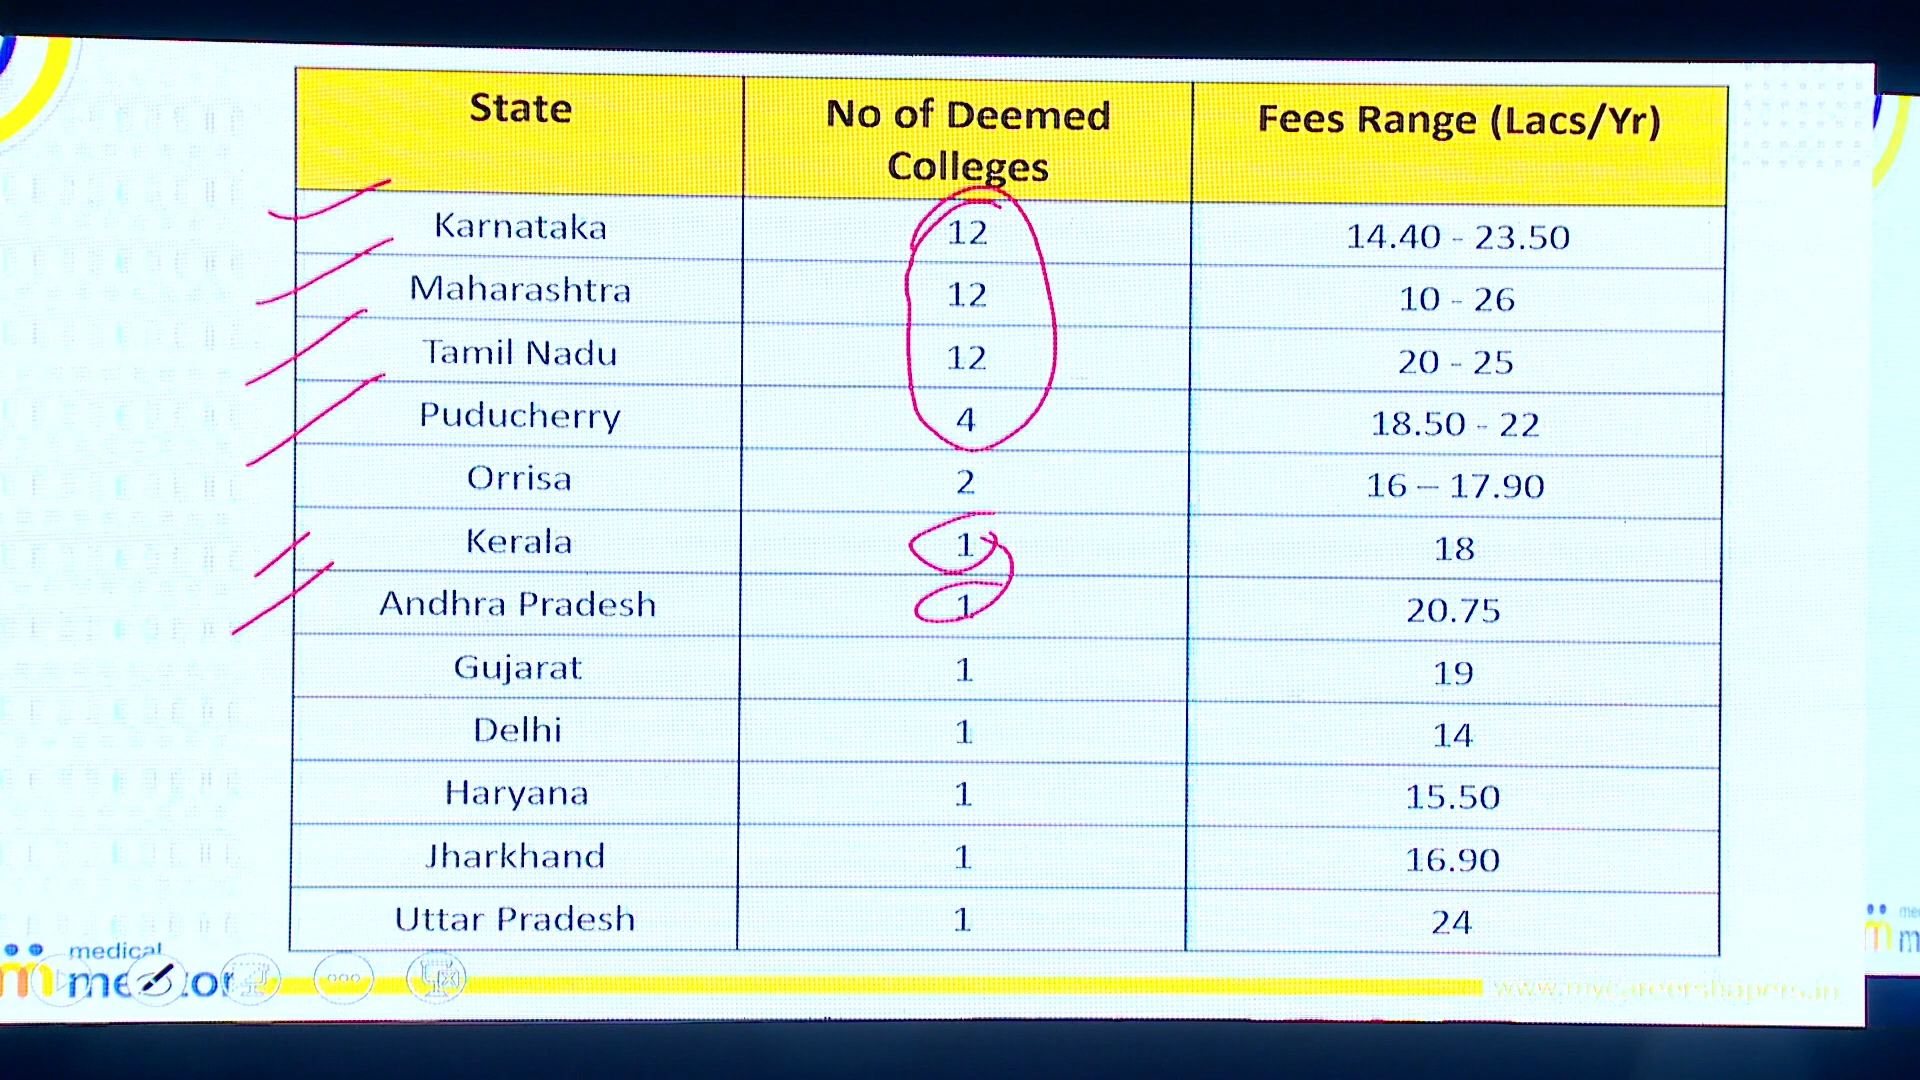 State No of Deemed Fees Range (Lacs/Yr)
Colleges
Karnataka 12 14.40 - 23.50
Maharashtra 12 10 - 26
Tamil Nadu 12 20 - 25
Puducherry 4 18.50 - 22
Orrisa 2 16 – 17.90
Kerala 1 18
Andhra Pradesh 1 20.75
Gujarat 1 19
Delhi 1 14
Haryana 1 15.50
Jharkhand 1 16.90
Uttar Pradesh 1 24
medical
www.mycareershapers.in